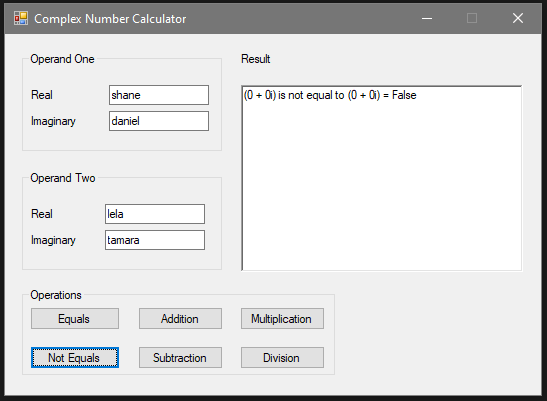 Complex Number Calculator
Operand One
Real
shane
Imaginary
daniel
Operand Two
Real
lela
Imaginary
tamara
Result
(0 + 0i) is not equal to (0 + 0i) = False
Operations
Equals
Addition
Multiplication
Not Equals
Subtraction
Division